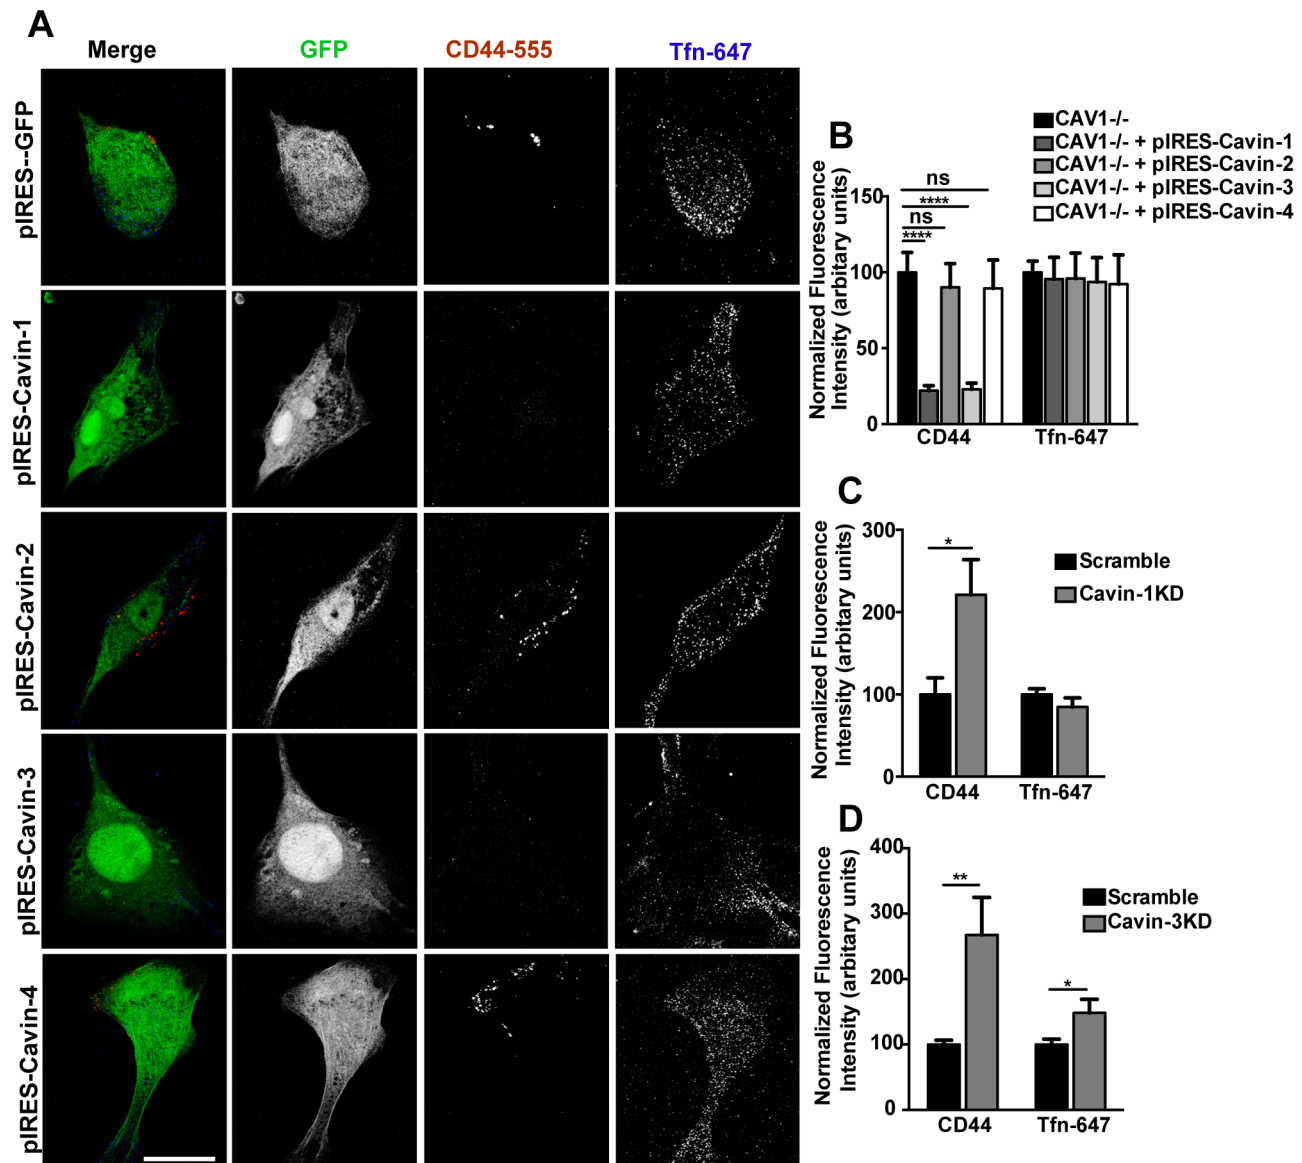 A
Merge
GFP
CD44-555
Tfn-647
pIRES--GFP
pIRES-Cavin-1
pIRES-Cavin-2
pIRES-Cavin-3
pIRES-Cavin-4
B
CAV1-/-
CAV1-/- + pIRES-Cavin-1
CAV1-/- + pIRES-Cavin-2
CAV1-/- + pIRES-Cavin-3
CAV1-/- + pIRES-Cavin-4
Normalized Fluorescence
Intensity (arbitary units)
150
100
50
0
ns
****
ns
****
CD44
Tfn-647
C
Normalized Fluorescence
Intensity (arbitary units)
300
200
100
0
*
Scramble
Cavin-1KD
CD44
Tfn-647
D
Normalized Fluorescence
Intensity (arbitary units)
400
300
200
100
0
**
*
Scramble
Cavin-3KD
CD44
Tfn-647